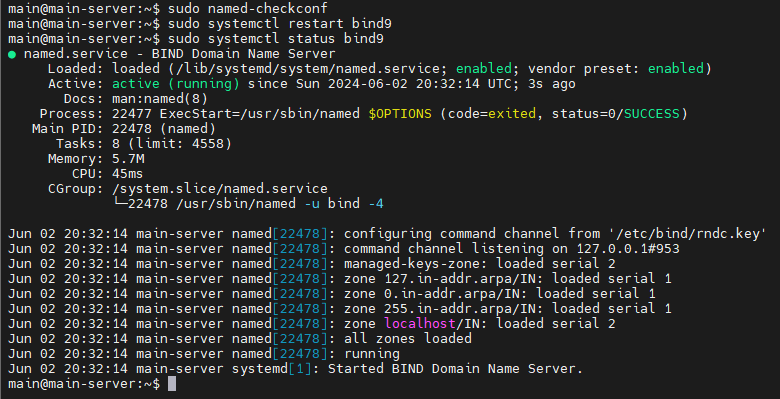 main@main-server:~$ sudo named-checkconf
main@main-server:~$ sudo systemctl restart bind9
main@main-server:~$ sudo systemctl status bind9
● named.service - BIND Domain Name Server
     Loaded: loaded (/lib/systemd/system/named.service; enabled; vendor preset: enabled)
     Active: active (running) since Sun 2024-06-02 20:32:14 UTC; 3s ago
       Docs: man:named(8)
    Process: 22477 ExecStart=/usr/sbin/named $OPTIONS (code=exited, status=0/SUCCESS)
   Main PID: 22478 (named)
      Tasks: 8 (limit: 4558)
     Memory: 5.7M
        CPU: 45ms
     CGroup: /system.slice/named.service
             └─22478 /usr/sbin/named -u bind -4

Jun 02 20:32:14 main-server named[22478]: configuring command channel from '/etc/bind/rndc.key'
Jun 02 20:32:14 main-server named[22478]: command channel listening on 127.0.0.1#953
Jun 02 20:32:14 main-server named[22478]: managed-keys-zone: loaded serial 2
Jun 02 20:32:14 main-server named[22478]: zone 127.in-addr.arpa/IN: loaded serial 1
Jun 02 20:32:14 main-server named[22478]: zone 0.in-addr.arpa/IN: loaded serial 1
Jun 02 20:32:14 main-server named[22478]: zone 255.in-addr.arpa/IN: loaded serial 1
Jun 02 20:32:14 main-server named[22478]: zone localhost/IN: loaded serial 2
Jun 02 20:32:14 main-server named[22478]: all zones loaded
Jun 02 20:32:14 main-server named[22478]: running
Jun 02 20:32:14 main-server systemd[1]: Started BIND Domain Name Server.
main@main-server:~$